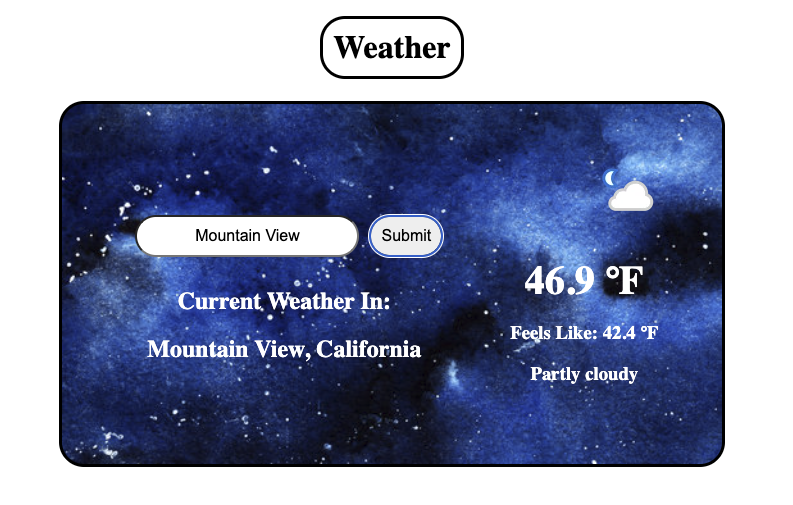 Weather
Mountain View
Submit
Current Weather In:
Mountain View, California
46.9 °F
Feels Like: 42.4 °F
Partly cloudy